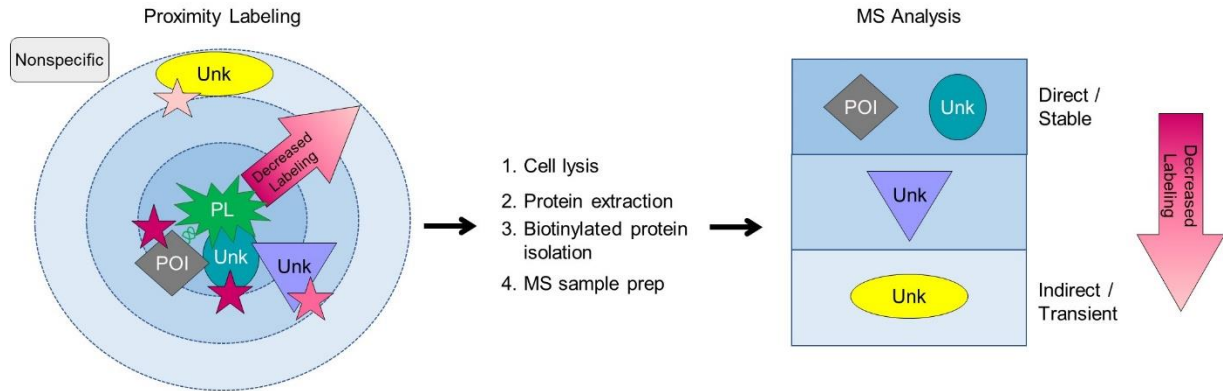 Proximity Labeling
Nonspecific
Unk
Decreased
Labeling
PL
POI
Unk
Unk
1. Cell lysis
2. Protein extraction
3. Biotinylated protein
isolation
4. MS sample prep
MS Analysis
POI
Unk
Direct /
Stable
Unk
Unk
Indirect /
Transient
Decreased
Labeling